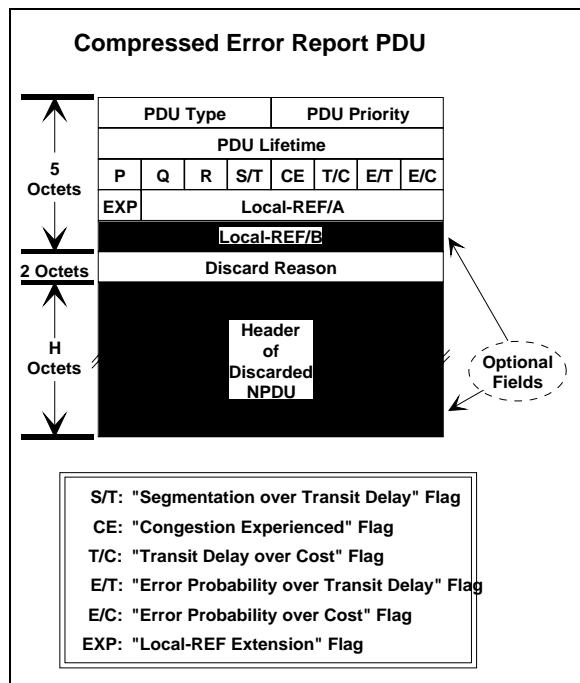 Compressed Error Report PDU
PDU Type PDU Priority
PDU Lifetime
P Q R S/T CE T/C E/T E/C
EXP Local-REF/A
Local-REF/B
Discard Reason
5
Octets
2 Octets
H
Octets
Header
of
Discarded
NPDU
Optional
Fields
S/T: "Segmentation over Transit Delay" Flag
CE: "Congestion Experienced" Flag
T/C: "Transit Delay over Cost" Flag
E/T: "Error Probability over Transit Delay" Flag
E/C: "Error Probability over Cost" Flag
EXP: "Local-REF Extension" Flag